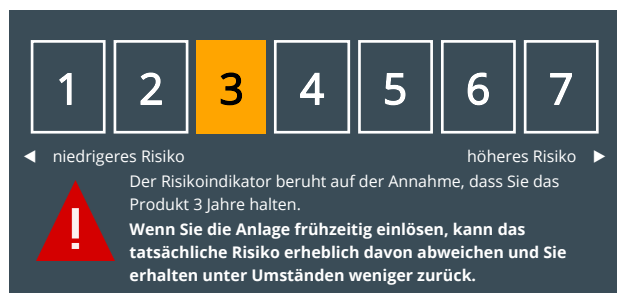 1 2 3 4 5 6 7
niedrigeres Risiko höheres Risiko
Der Risikoindikator beruht auf der Annahme, dass Sie das
Produkt 3 Jahre halten.
Wenn Sie die Anlage frühzeitig einlösen, kann das
tatsächliche Risiko erheblich davon abweichen und Sie
erhalten unter Umständen weniger zurück.